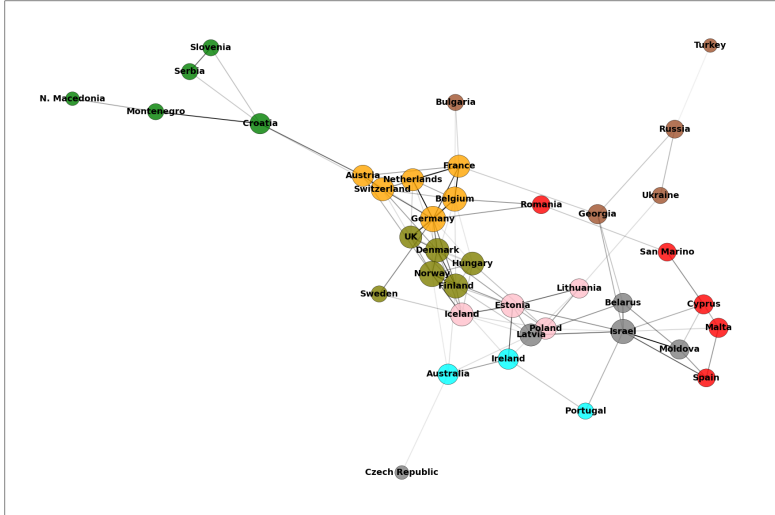 Slovenia
Turkey
Serbia
N. Macedonia
Bulgaria
Montenegro
Croatia
Russia
France
Austria
Netherlands
Switzerland
Belgium
Ukraine
Romania
Georgia
Germany
UK
Denmark
San Marino
Hungary
Norway
Finland
Lithuania
Sweden
Estonia
Belarus
Cyprus
Iceland
Poland
Malta
Latvia
Israel
Moldova
Ireland
Australia
Spain
Portugal
Czech Republic